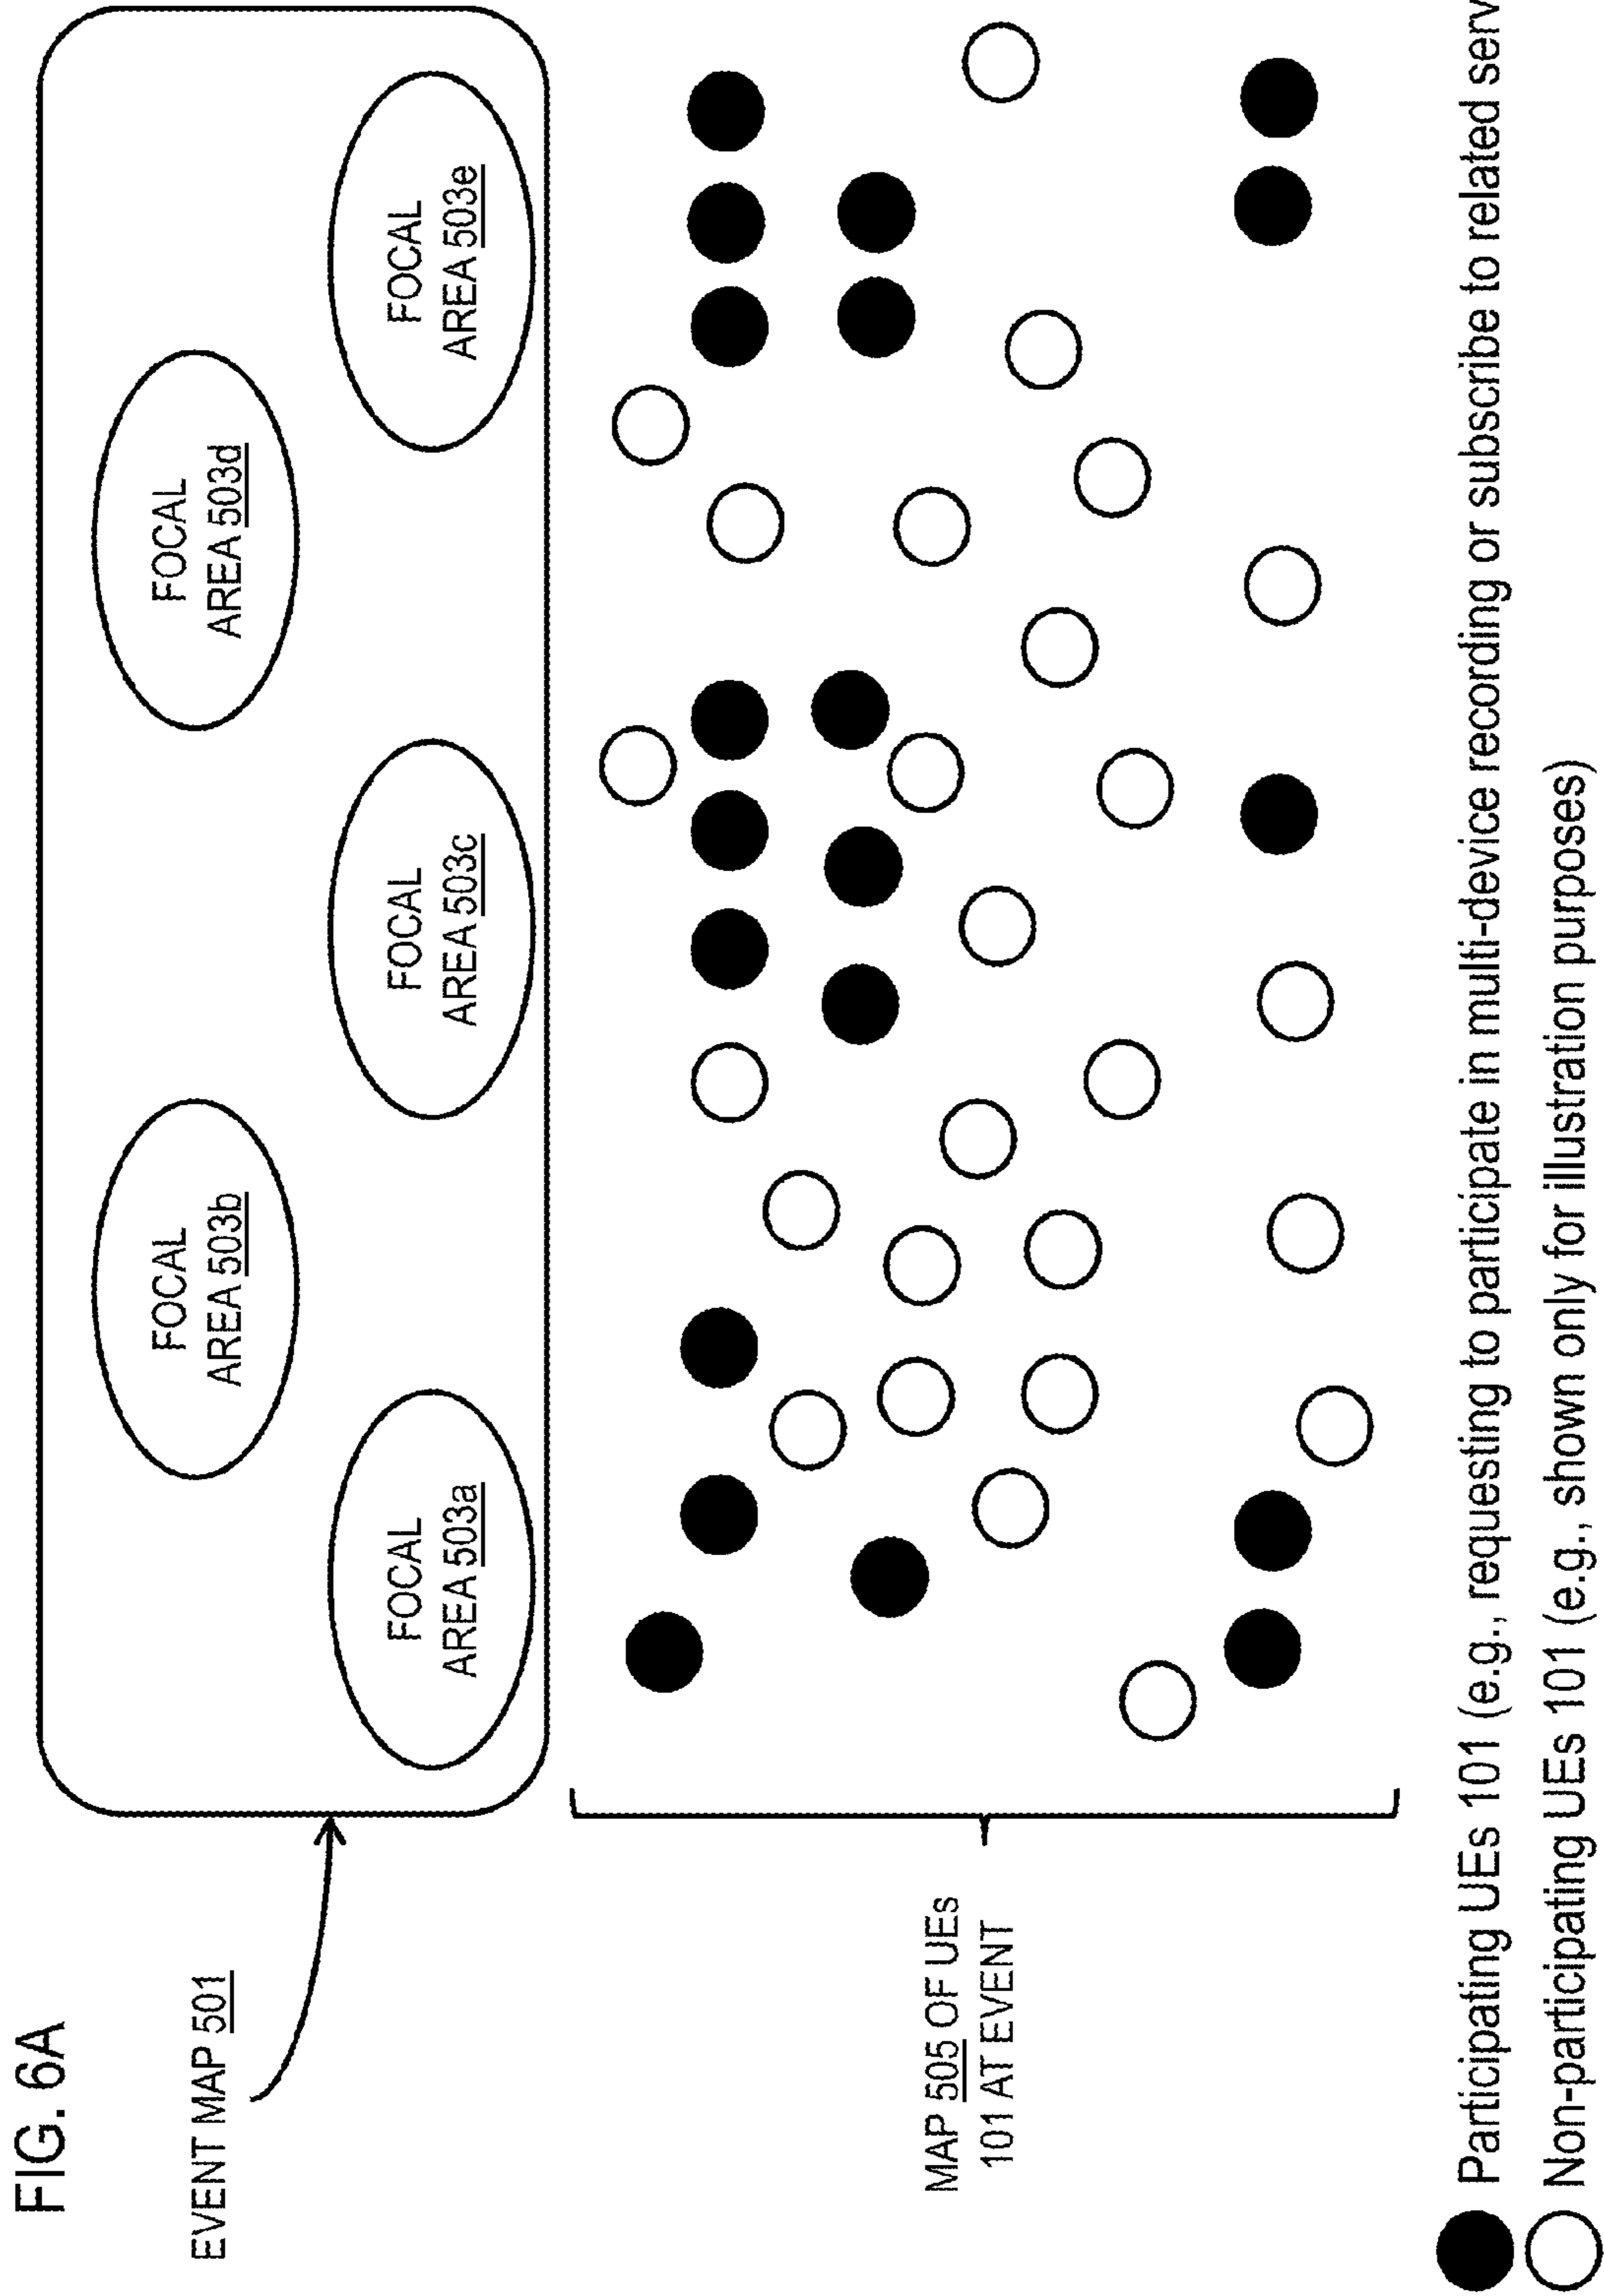 FIG. 6A
EVENT MAP 501
FOCAL
AREA 503a
FOCAL
AREA 503b
FOCAL
AREA 503c
FOCAL
AREA 503d
FOCAL
AREA 503e
MAP 505 OF UEs
101 AT EVENT
Participating UEs 101 (e.g., requesting to participate in multi-device recording or subscribe to related serv
Non-participating UEs 101 (e.g., shown only for illustration purposes)